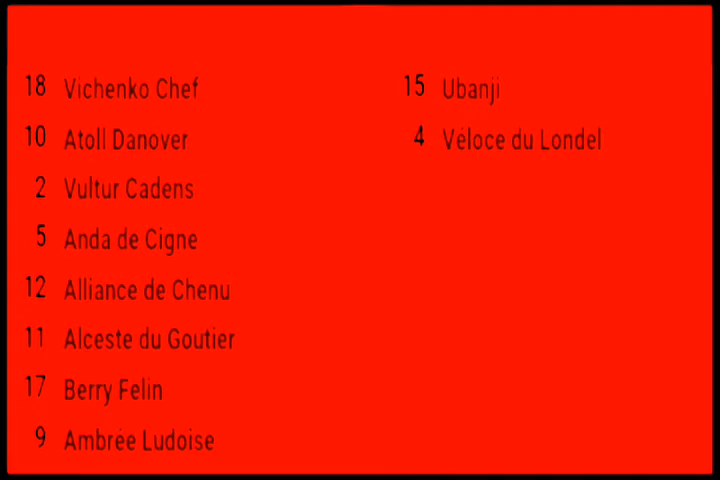 18 Vichenko Chef
10 Atoll Danover
2 Vultur Cadens
5 Anda de Cigne
12 Alliance de Chenu
11 Alceste du Goutier
17 Berry Felin
9 Ambrée Ludoise
15 Ubanji
4 Véloce du Londel